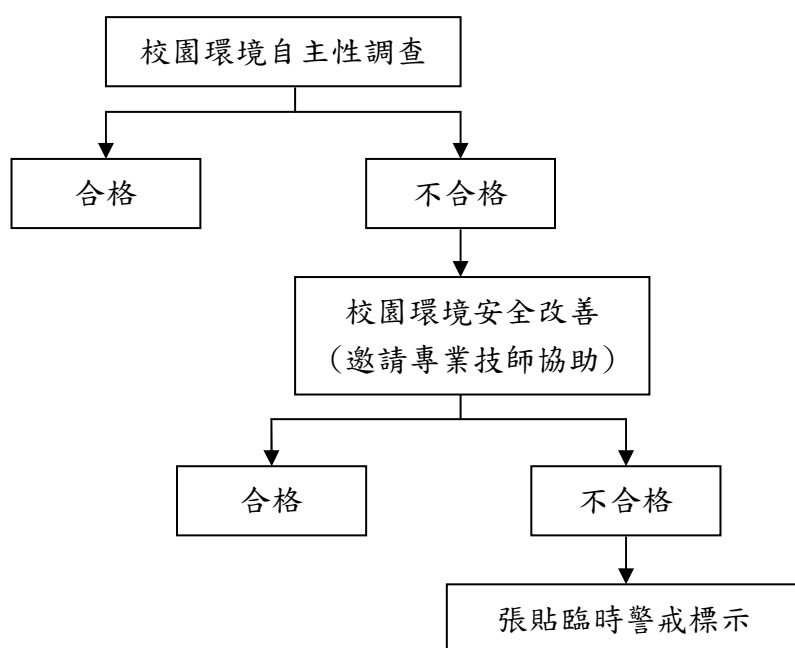 校園環境自主性調查
合格
不合格
校園環境安全改善
（邀請專業技師協助）
合格
不合格
張貼臨時警戒標示